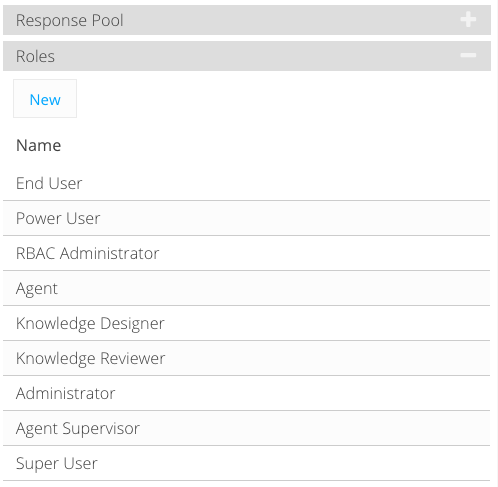 Response Pool
Roles
New
Name
End User
Power User
RBAC Administrator
Agent
Knowledge Designer
Knowledge Reviewer
Administrator
Agent Supervisor
Super User